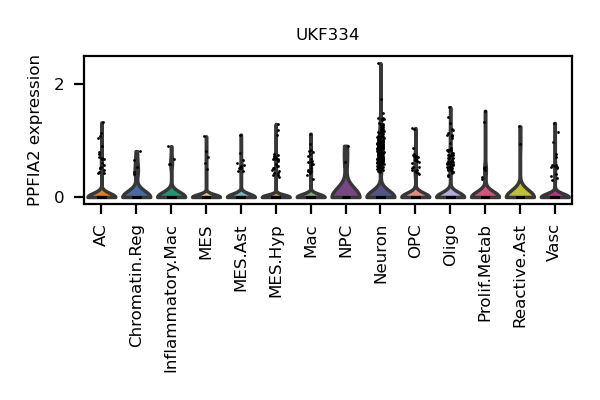 UKF334
PPFIA2 expression
2
0
AC
Chromatin.Reg
Inflammatory.Mac
MES
MES.Ast
MES.Hyp
Mac
NPC
Neuron
OPC
Oligo
Prolif.Metab
Reactive.Ast
Vasc